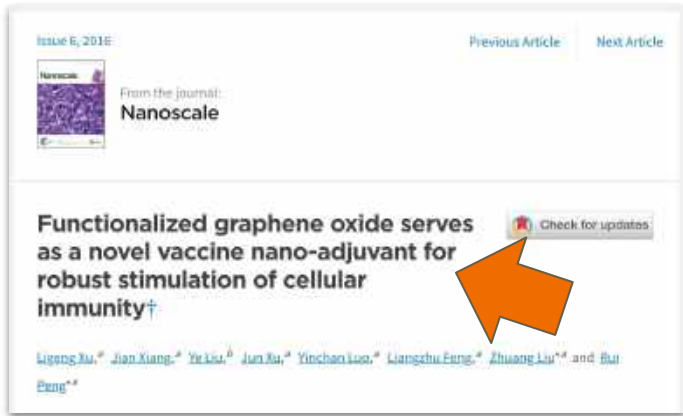 Issue 6, 2016
Previous Article Next Article
Nanoscale
From the journal:
Nanoscale
Functionalized graphene oxide serves
as a novel vaccine nano-adjuvant for
robust stimulation of cellular
immunity†
Check for updates
Ligeng Xu,ᵃ Jian Xiang,ᵃ Ye Liu,ᵇ Jun Xu,ᵃ Yinchan Luo,ᵃ Liangzhu Feng,ᵃ Zhuang Liu*ᵃ and Rui
Peng*ᵃ